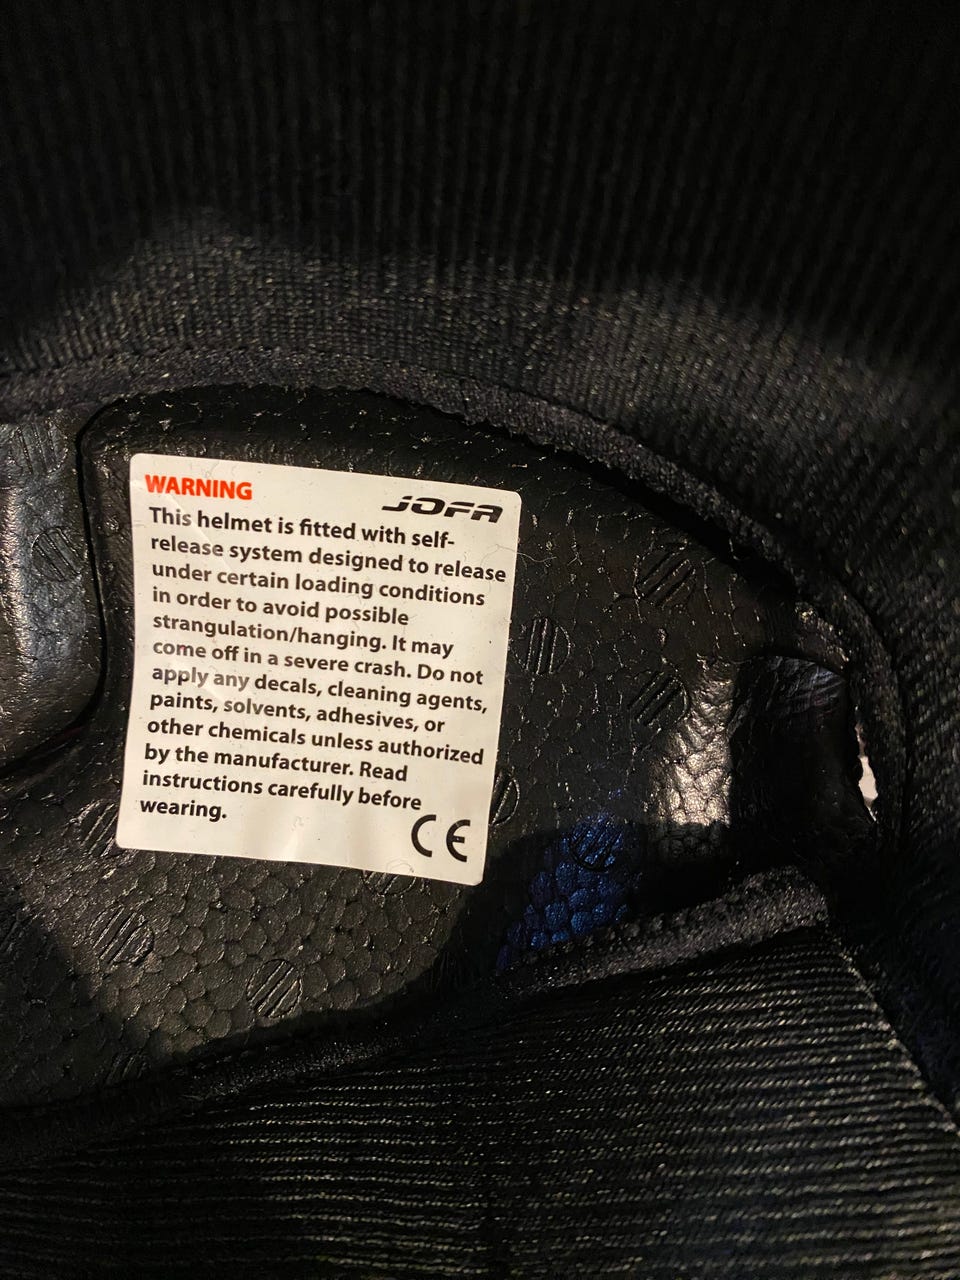 WARNING
JOFA
This helmet is fitted with self-
release system designed to release
under certain loading conditions
in order to avoid possible
strangulation/hanging. It may
come off in a severe crash. Do not
apply any decals, cleaning agents,
paints, solvents, adhesives, or
other chemicals unless authorized
by the manufacturer. Read
instructions carefully before
wearing.
CE